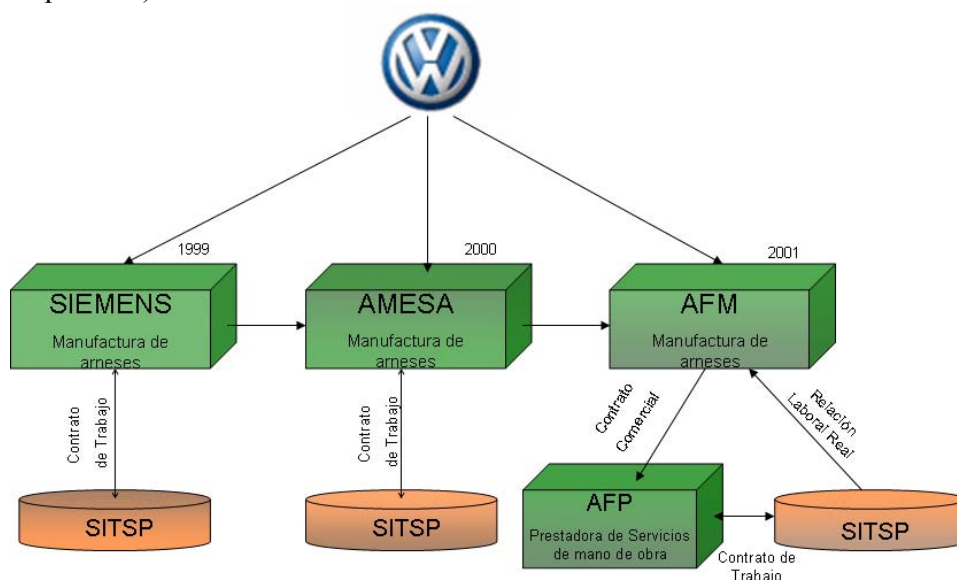 1999
2000
2001
SIEMENS
Manufactura de
arneses
AMESA
Manufactura de
arneses
AFM
Manufactura de
arneses
Contrato
de Trabajo
Contrato
de Trabajo
Contrato
Comercial
Relación
Laboral Real
SITSP
SITSP
AFP
Prestadora de Servicios
de mano de obra
SITSP
Contrato de
Trabajo